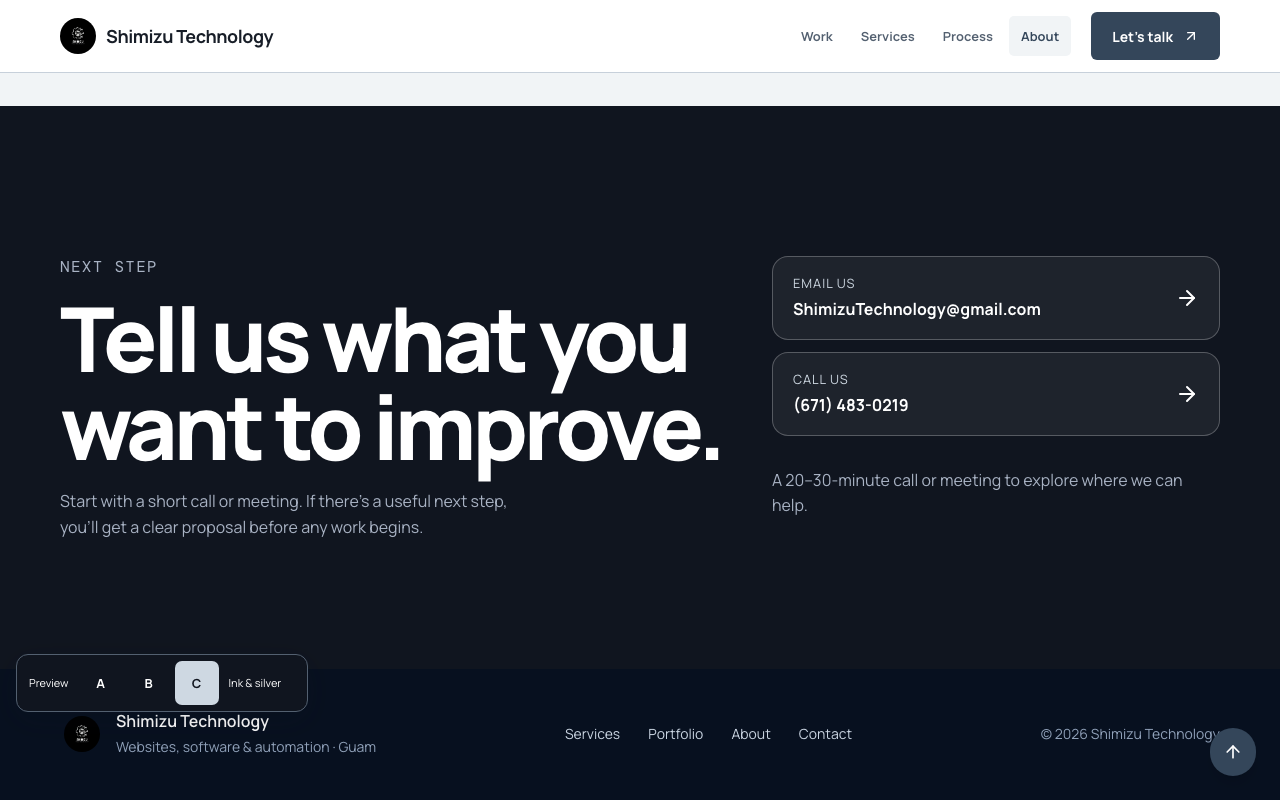 Shimizu Technology
Work
Services
Process
About
Let's talk
NEXT STEP
Tell us what you
want to improve.
Start with a short call or meeting. If there's a useful next step,
you'll get a clear proposal before any work begins.
EMAIL US
ShimizuTechnology@gmail.com
CALL US
(671) 483-0219
A 20–30-minute call or meeting to explore where we can
help.
Preview
A
B
C
Ink & silver
Shimizu Technology
Websites, software & automation · Guam
Services
Portfolio
About
Contact
© 2026 Shimizu Technology